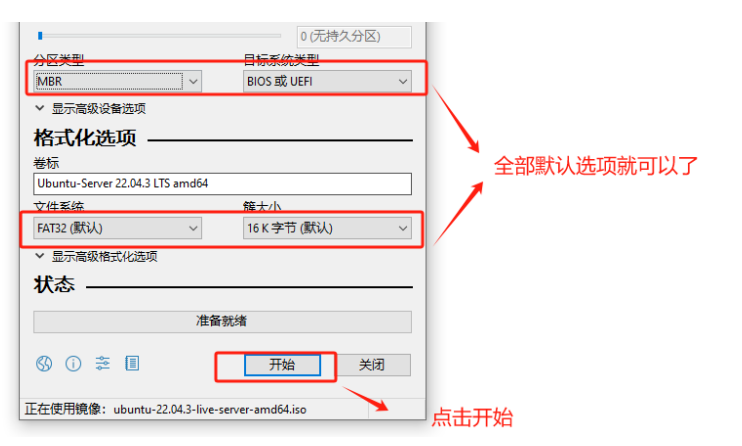 0 (无持久分区)
分区类型
目标系统类型
MBR
BIOS 或 UEFI
显示高级设备选项
格式化选项
卷标
Ubuntu-Server 22.04.3 LTS amd64
文件系统
簇大小
FAT32 (默认)
16 K 字节 (默认)
显示高级格式化选项
状态
准备就绪
开始
关闭
正在使用镜像: ubuntu-22.04.3-live-server-amd64.iso
全部默认选项就可以了
点击开始